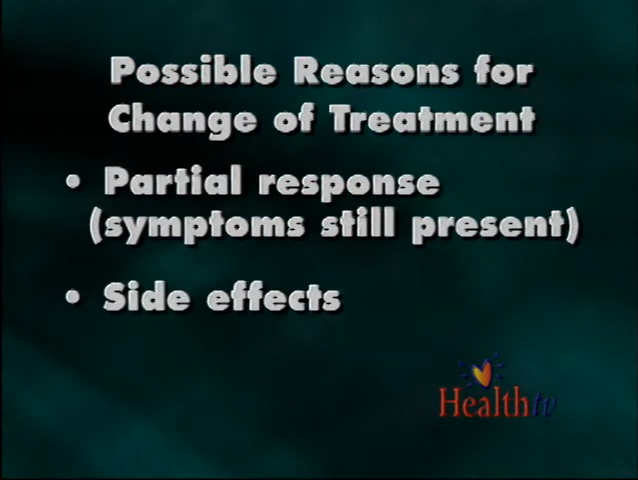 Possible Reasons for
Change of Treatment
• Partial response
(symptoms still present)
• Side effects
Healthtv